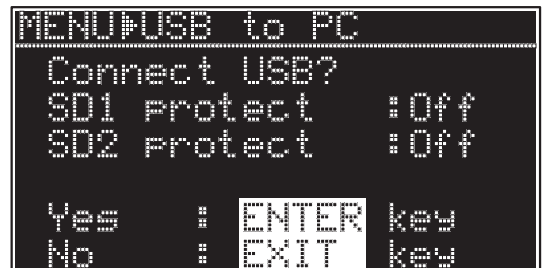 MENU▶USB to PC
Connect USB?
SD1 protect :Off
SD2 protect :Off
Yes : ENTER key
No : EXIT key